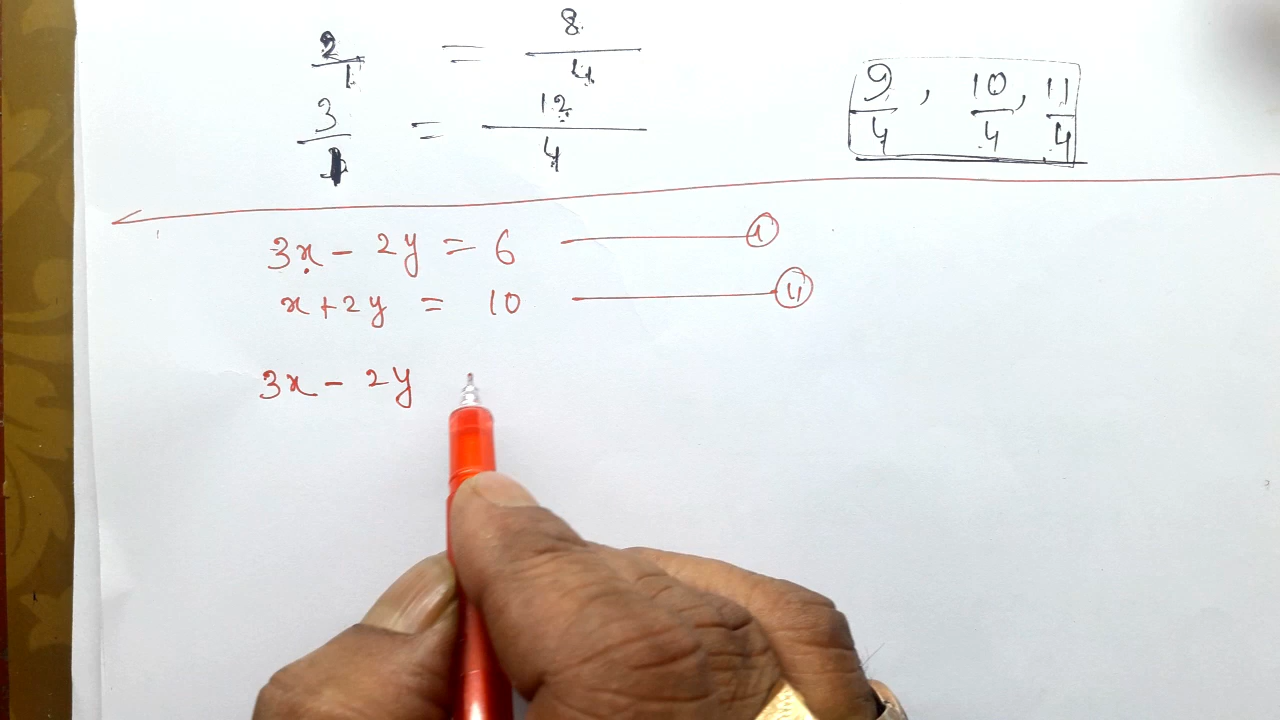 2/1 = 8/4
3/1 = 12/4
9/4, 10/4, 11/4
3x - 2y = 6 —— (1)
x + 2y = 10 —— (11)
3x - 2y